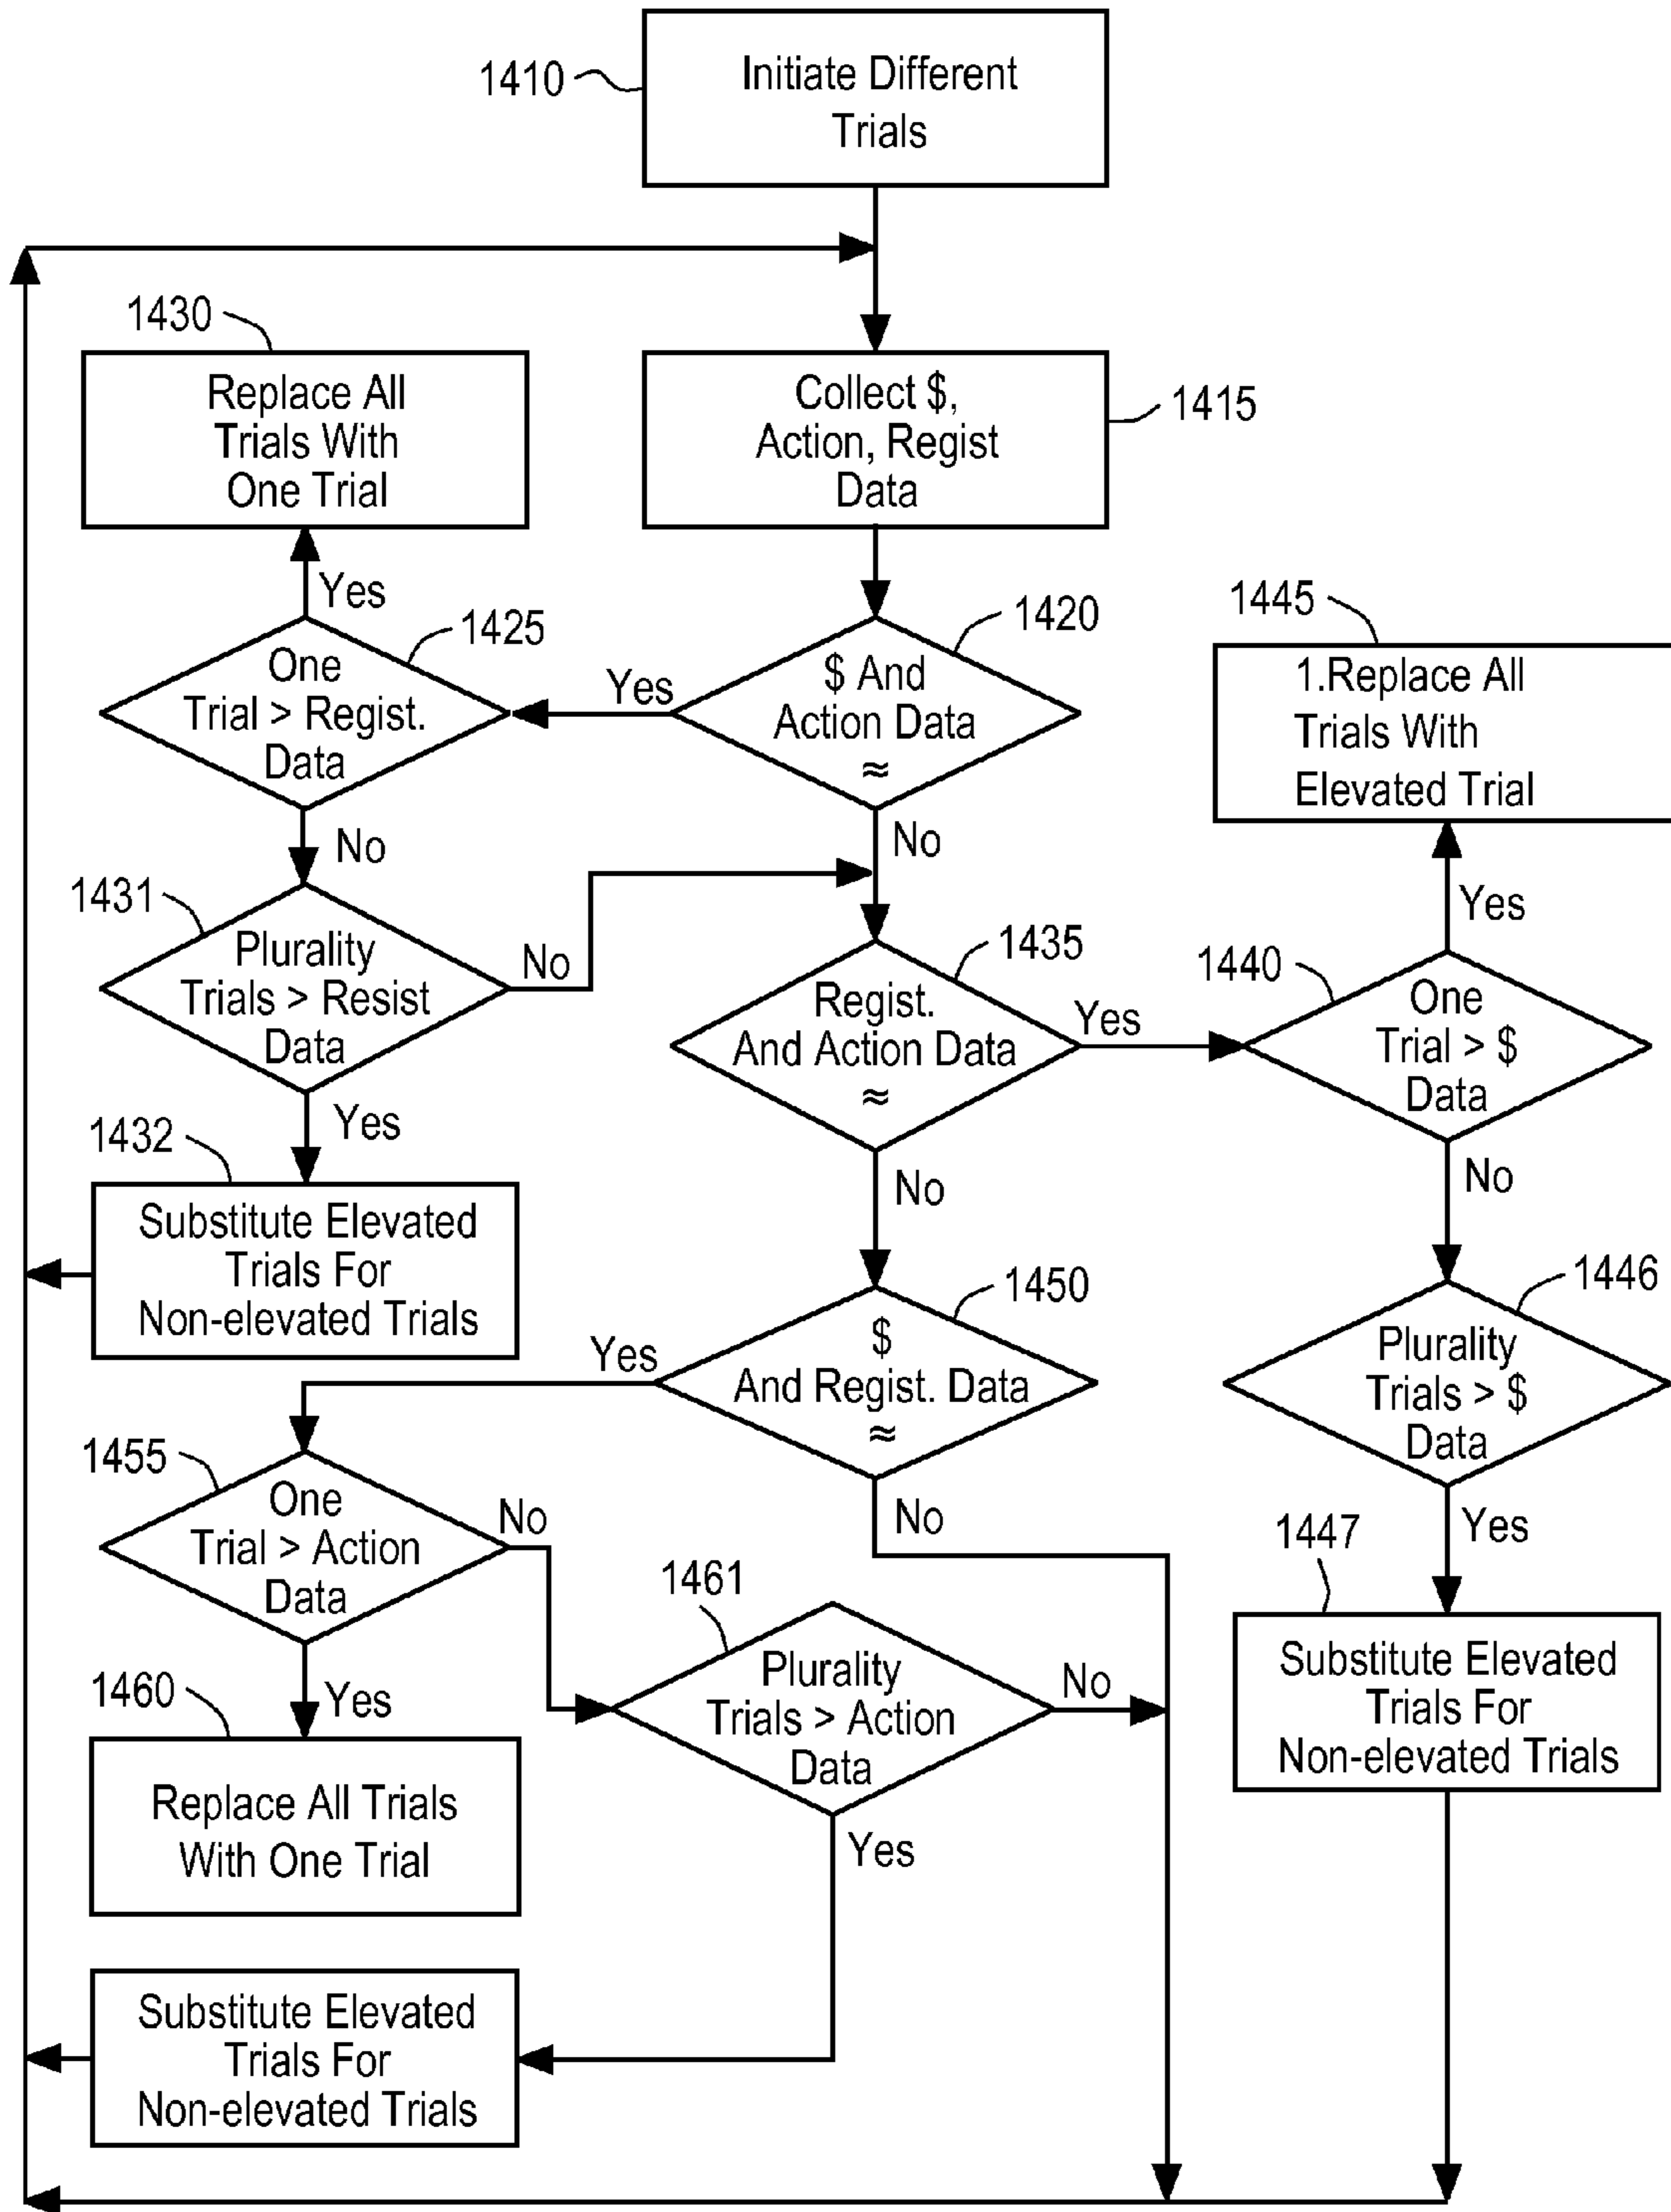 1410
Initiate Different
Trials
1430
Replace All
Trials With
One Trial
Collect $,
Action, Regist
Data
1415
Yes
1425
One
Trial > Regist.
Data
Yes
1420
$ And
Action Data
≈
1445
1.Replace All
Trials With
Elevated Trial
No
No
Yes
1431
Plurality
Trials > Resist
Data
No
1435
Regist.
And Action Data
≈
Yes
1440
One
Trial > $
Data
Yes
1432
No
No
Substitute Elevated
Trials For
Non-elevated Trials
1450
$
And Regist. Data
≈
Yes
1446
Plurality
Trials > $
Data
1455
One
Trial > Action
Data
No
No
Yes
1447
1461
Plurality
Trials > Action
Data
No
Substitute Elevated
Trials For
Non-elevated Trials
1460
Yes
Replace All Trials
With One Trial
Yes
Substitute Elevated
Trials For
Non-elevated Trials